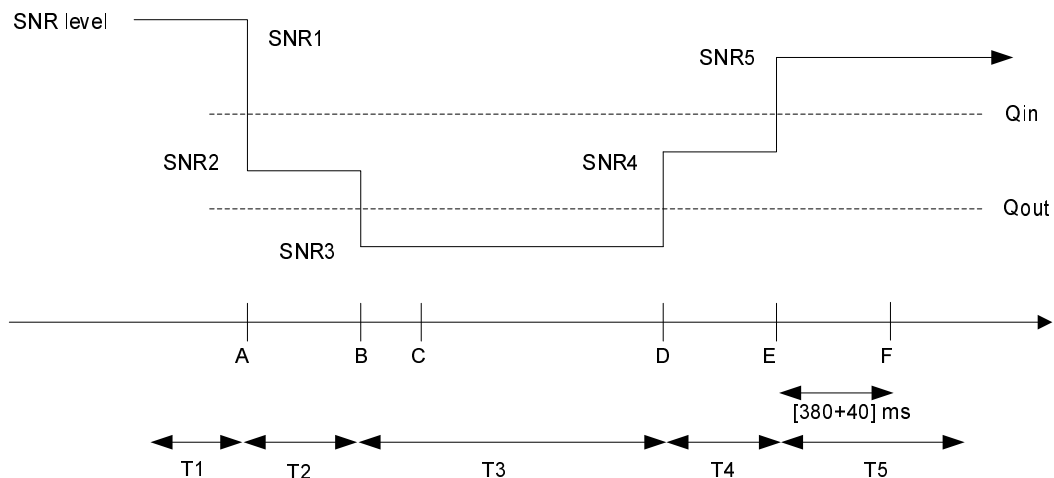 SNR level
SNR1
SNR5
Qin
SNR2
SNR4
Qout
SNR3
A
B
C
D
E
F
[380+40] ms
T1
T2
T3
T4
T5